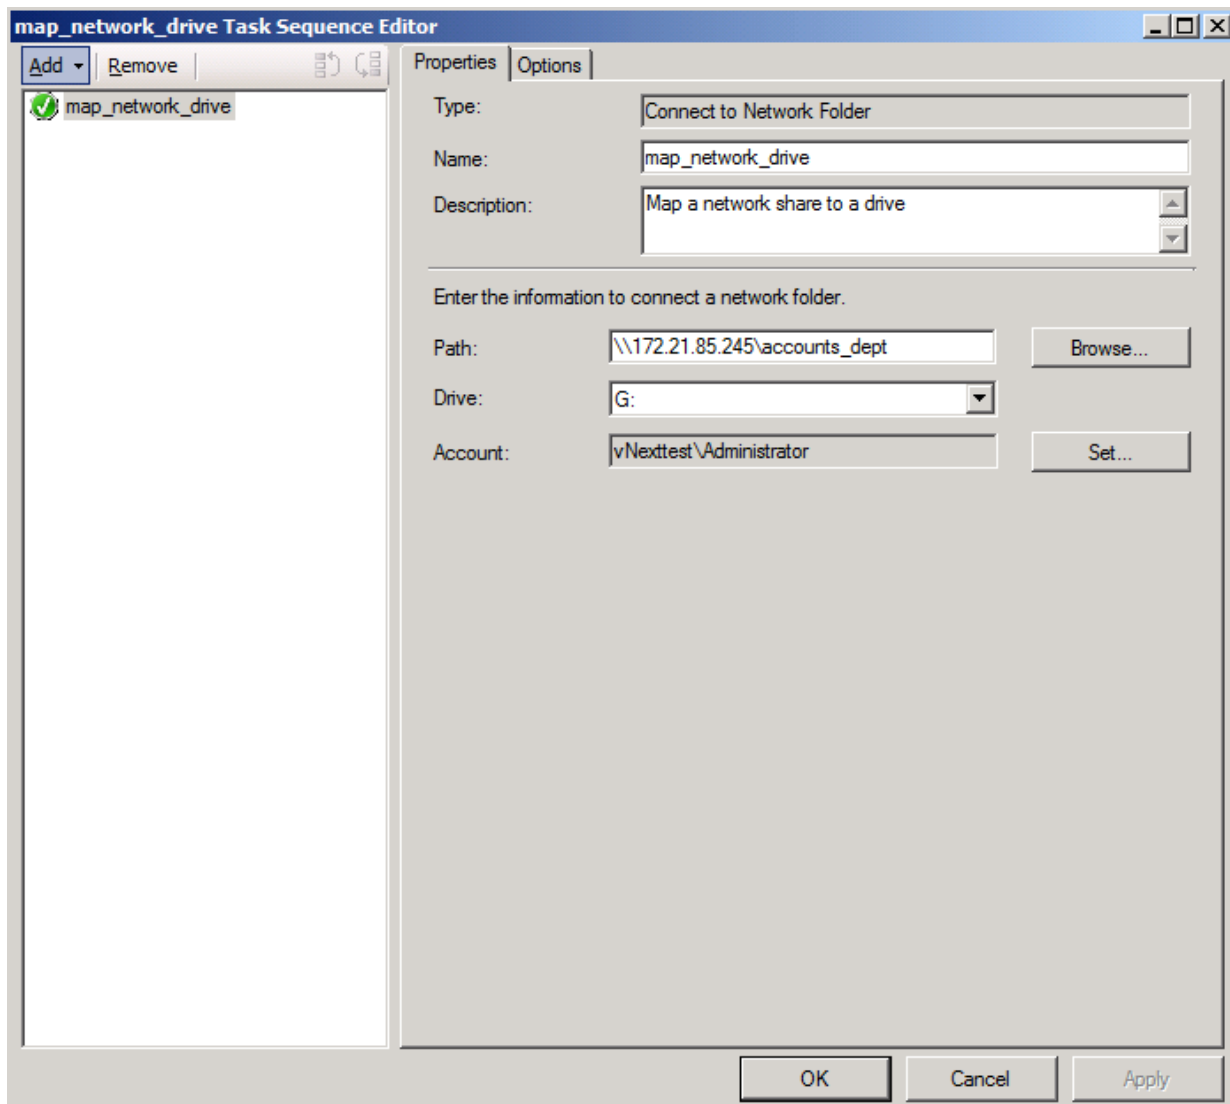 map_network_drive Task Sequence Editor
Add Remove
map_network_drive
Properties Options
Type: Connect to Network Folder
Name: map_network_drive
Description: Map a network share to a drive
Enter the information to connect a network folder.
Path: \\172.21.85.245\accounts_dept Browse...
Drive: G:
Account: vNexttest\Administrator Set...
OK Cancel Apply